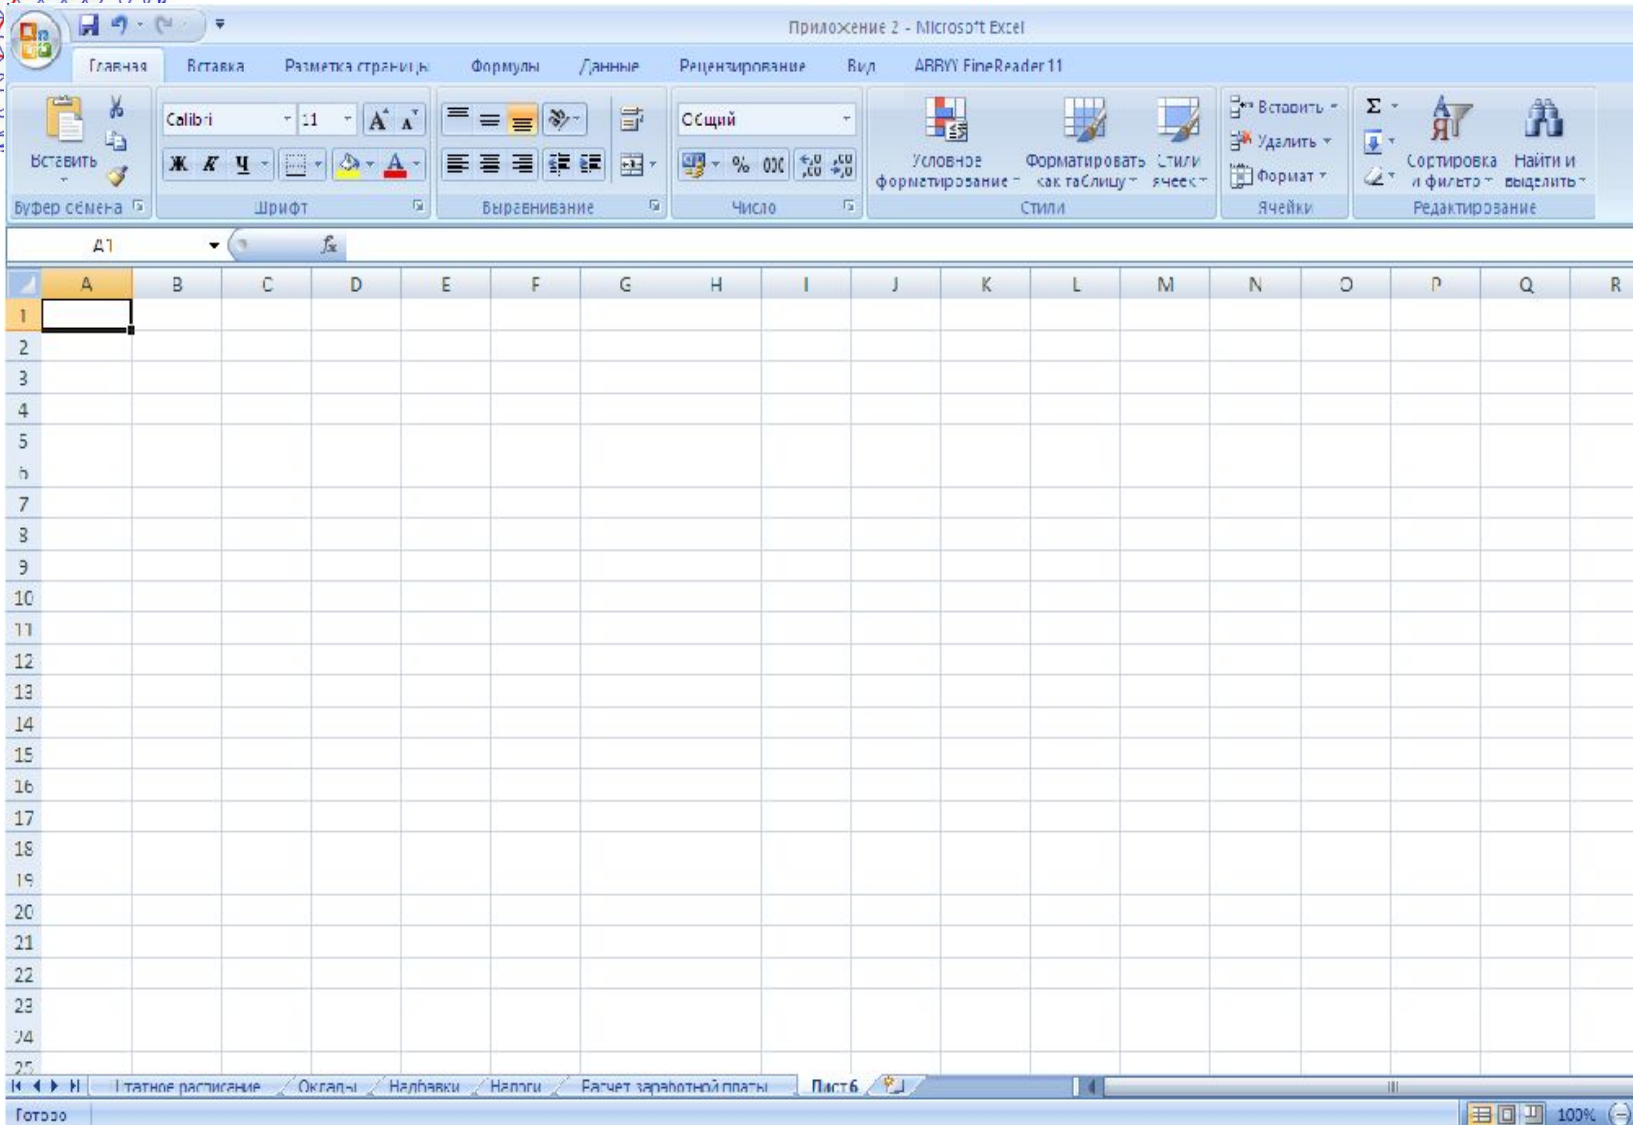 Приложение 2 - Microsoft Excel
Главная Вставка Разметка страницы Формулы Данные Рецензирование Вид ABBYY FineReader 11
Calibri 11 Общий
Вставить Ж К Ч А % 000 Условное форматирование Форматировать как таблицу Стили ячеек Вставить Удалить Формат Σ Сортировка и фильтр Найти и выделить
Буфер обмена Шрифт Выравнивание Число Стили Ячейки Редактирование
A1 fx
A B C D E F G H I J K L M N O P Q R
1
2
3
4
5
6
7
8
9
10
11
12
13
14
15
16
17
18
19
20
21
22
23
24
25
Штатное расписание Оклады Надбавки Налоги Расчет заработной платы Лист6
Готово 100%